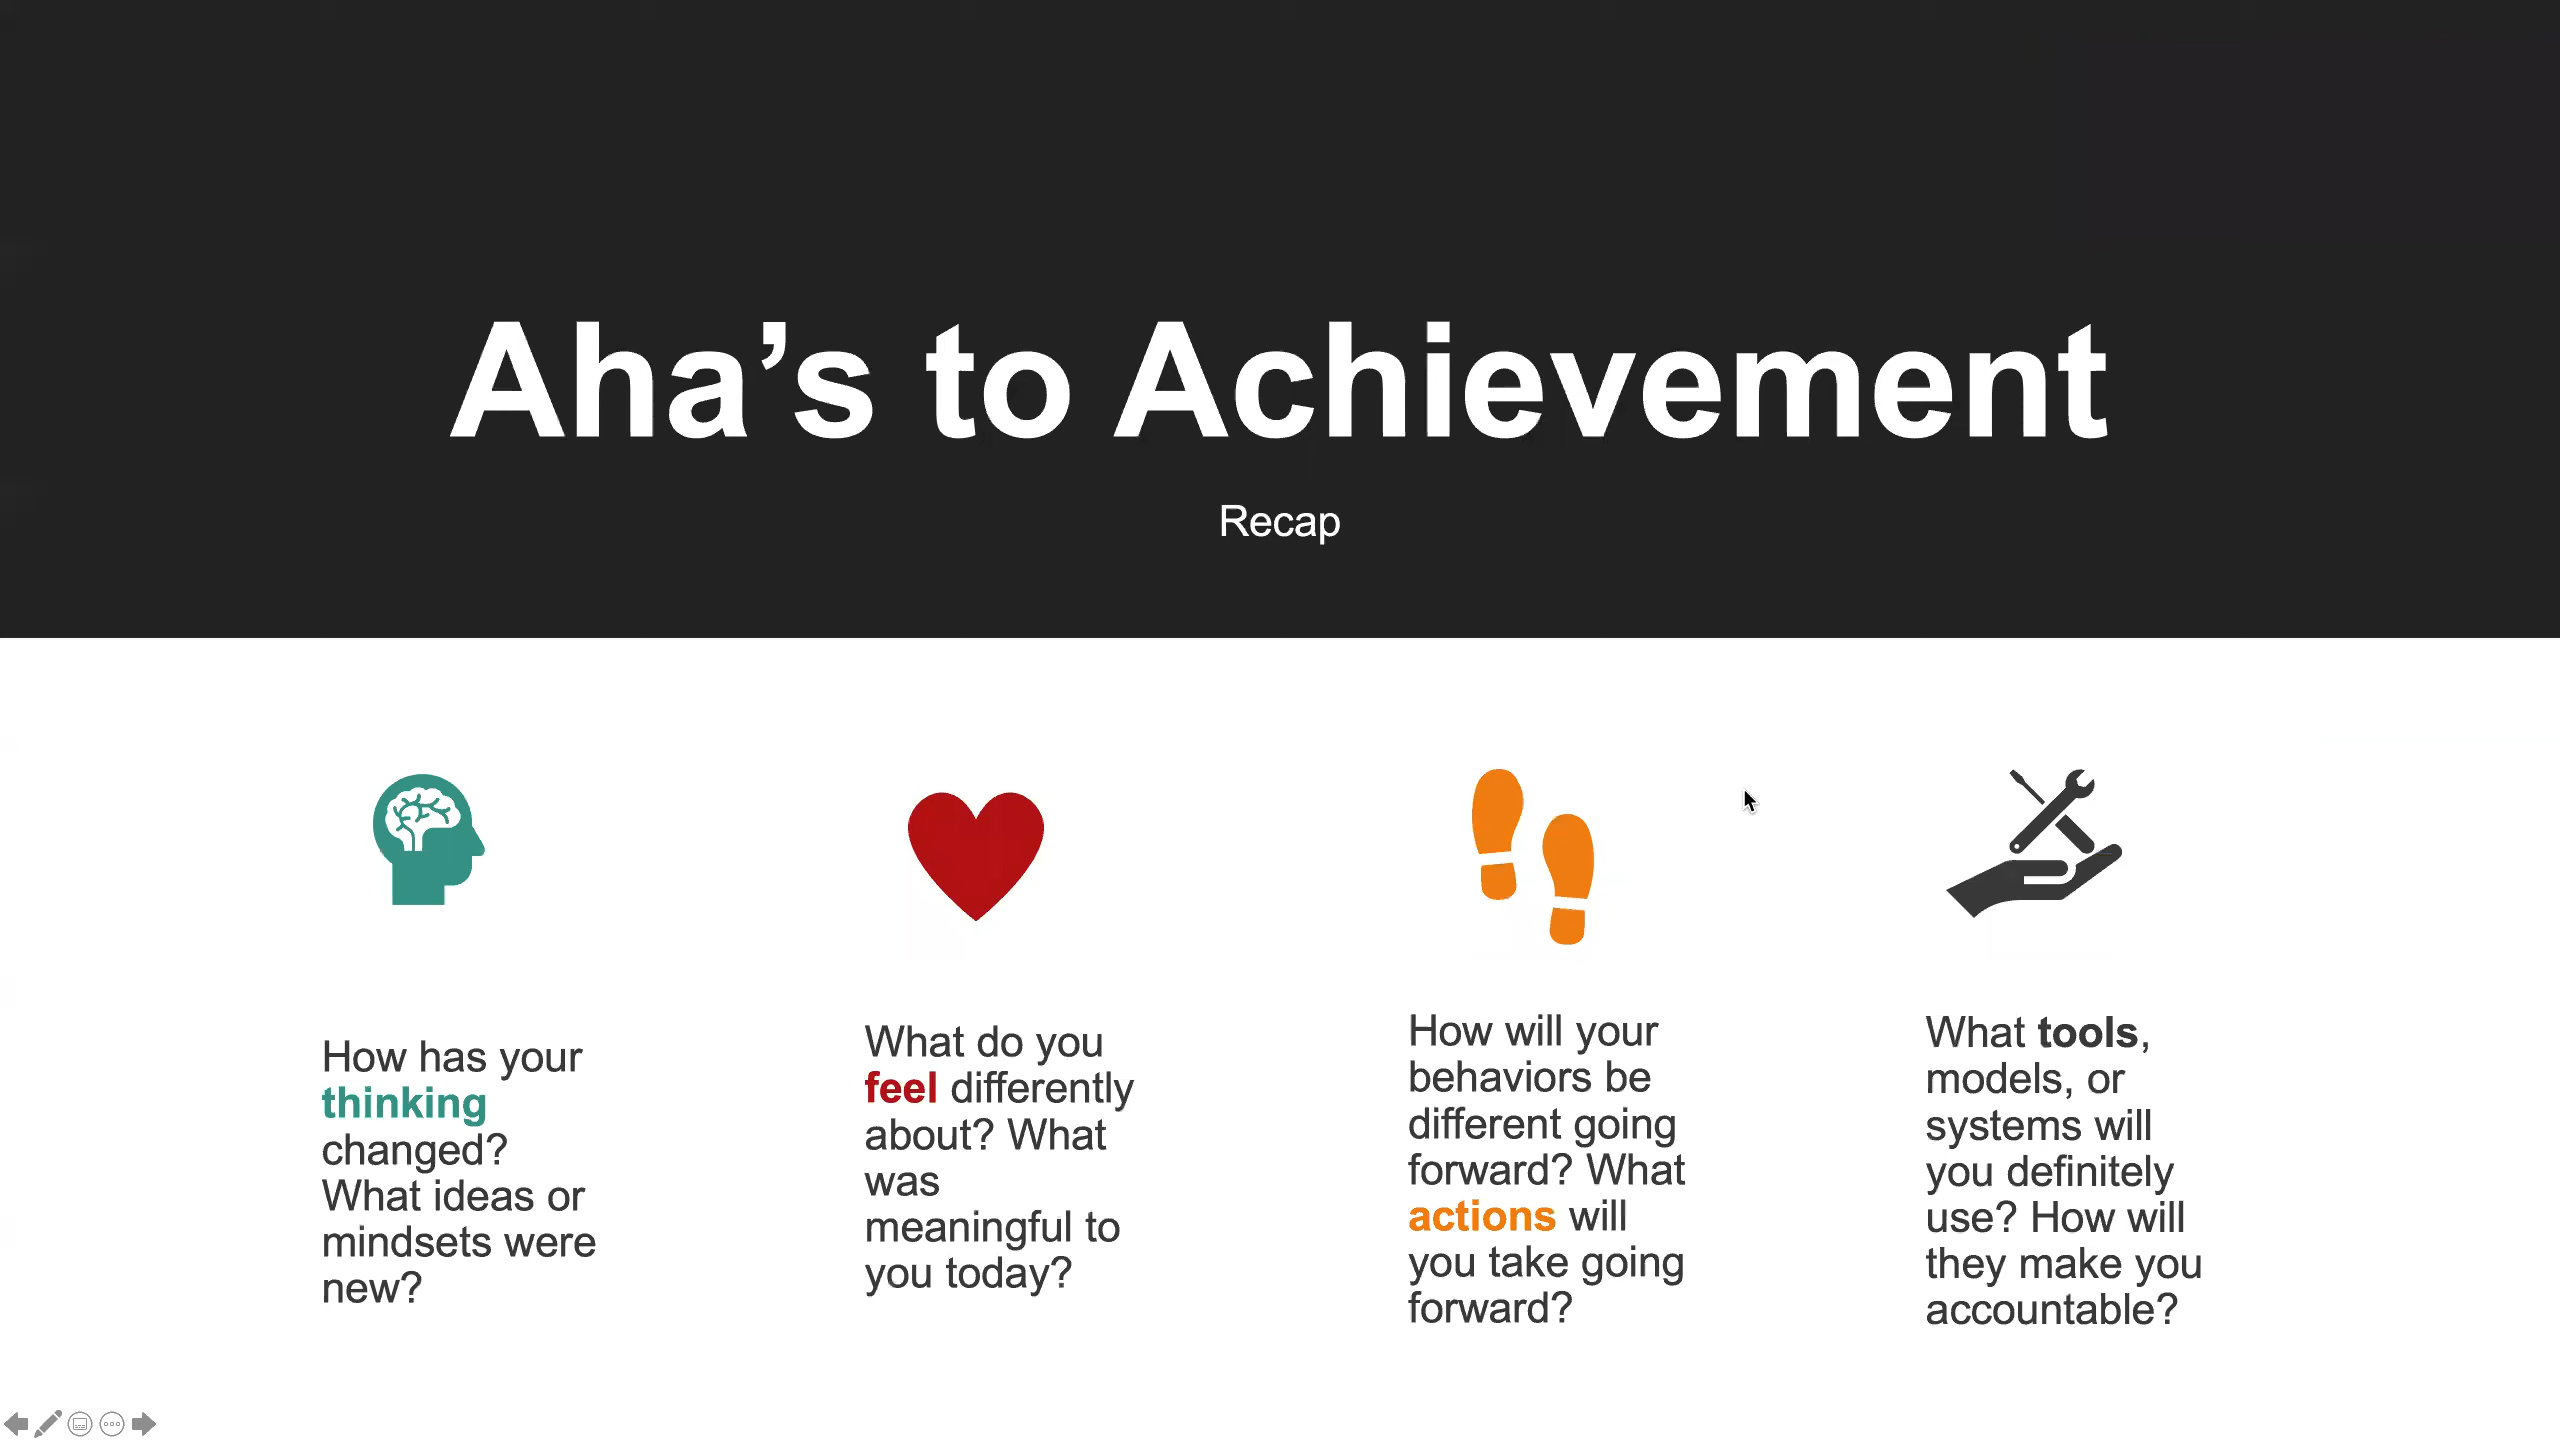 Aha’s to Achievement
Recap
How has your
thinking
changed?
What ideas or
mindsets were
new?
What do you
feel differently
about? What
was
meaningful to
you today?
How will your
behaviors be
different going
forward? What
actions will
you take going
forward?
What tools,
models, or
systems will
you definitely
use? How will
they make you
accountable?